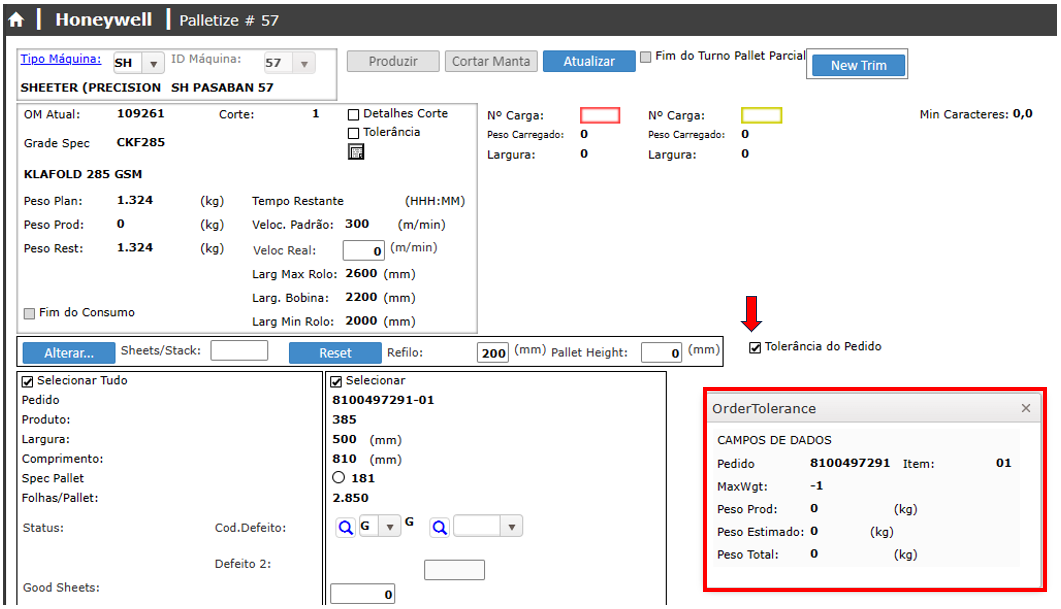 Honeywell Palletize # 57
Tipo Máquina: SH ID Máquina: 57
SHEETER (PRECISION SH PASABAN 57
Produzir Cortar Manta Atualizar Fim do Turno Pallet Parcial New Trim
OM Atual: 109261 Corte: 1 Detalhes Corte
Tolerância
Grade Spec CKF285
KLAFOLD 285 GSM
Peso Plan: 1.324 (kg) Tempo Restante (HHH:MM)
Peso Prod: 0 (kg) Veloc. Padrão: 300 (m/min)
Peso Rest: 1.324 (kg) Veloc Real: 0 (m/min)
Larg Max Rolo: 2600 (mm)
Larg. Bobina: 2200 (mm)
Fim do Consumo Larg Min Rolo: 2000 (mm)
Nº Carga: Nº Carga: Min Caracteres: 0,0
Peso Carregado: 0 Peso Carregado: 0
Largura: 0 Largura: 0
Alterar... Sheets/Stack: Reset Refilo: 200 (mm) Pallet Height: 0 (mm) Tolerância do Pedido
Selecionar Tudo Selecionar
Pedido 8100497291-01
Produto: 385
Largura: 500 (mm)
Comprimento: 810 (mm)
Spec Pallet 181
Folhas/Pallet: 2.850
Status: Cod.Defeito: G G
Defeito 2:
Good Sheets: 0
OrderTolerance ×
CAMPOS DE DADOS
Pedido 8100497291 Item: 01
MaxWgt: -1
Peso Prod: 0 (kg)
Peso Estimado: 0 (kg)
Peso Total: 0 (kg)